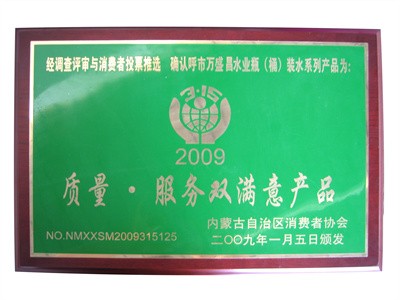 经调查评审与消费者投票推选 确认呼市万盛昌水业瓶(桶)装水系列产品为:
3·15
2009
质量·服务双满意产品
内蒙古自治区消费者协会
NO.NMXXSM2009315125
二〇〇九年一月五日颁发